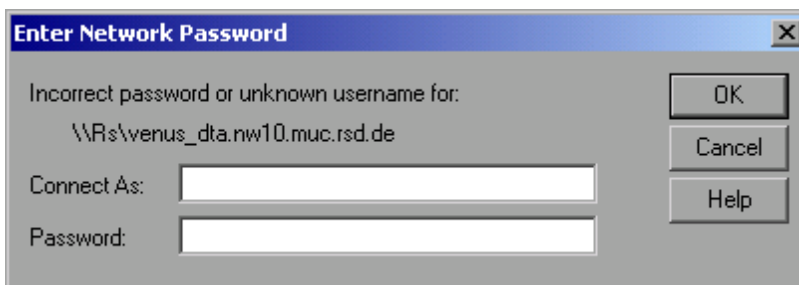 Enter Network Password
Incorrect password or unknown username for:
\\Rs\venus_dta.nw10.muc.rsd.de
Connect As:
Password:
OK
Cancel
Help